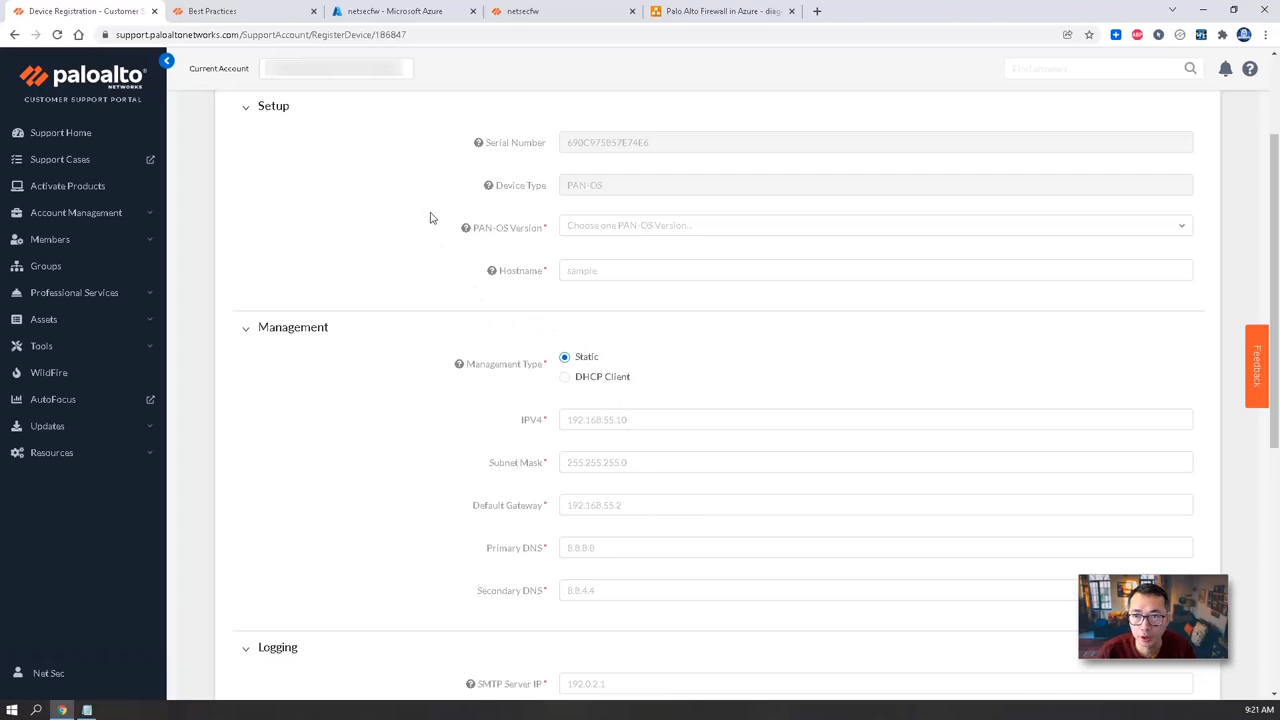 Device Registration - Customer S
Best Practices
netsecfw - Microsoft Azure
netsecfw
Palo Alto Firewall in Azure - diag
support.paloaltonetworks.com/SupportAccount/RegisterDevice/186847
paloalto
NETWORKS
CUSTOMER SUPPORT PORTAL
Current Account
Find answers
Support Home
Support Cases
Activate Products
Account Management
Members
Groups
Professional Services
Assets
Tools
WildFire
AutoFocus
Updates
Resources
Net Sec
Setup
Serial Number
690C975857E74E6
Device Type
PAN-OS
PAN-OS Version*
Choose one PAN-OS Version...
Hostname*
sample
Management
Management Type*
Static
DHCP Client
IPV4*
192.168.55.10
Subnet Mask*
255.255.255.0
Default Gateway*
192.168.55.2
Primary DNS*
8.8.8.8
Secondary DNS*
8.8.4.4
Logging
SMTP Server IP*
192.0.2.1
Feedback
9:21 AM